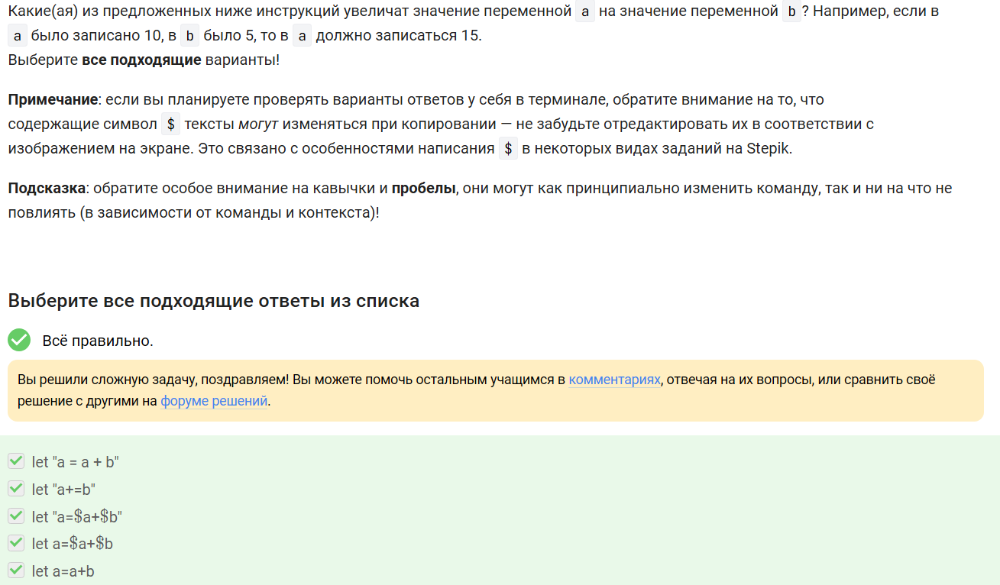 Какие(ая) из предложенных ниже инструкций увеличат значение переменной a на значение переменной b? Например, если в
a было записано 10, в b было 5, то в a должно записаться 15.
Выберите все подходящие варианты!
Примечание: если вы планируете проверять варианты ответов у себя в терминале, обратите внимание на то, что
содержащие символ $ тексты могут изменяться при копировании — не забудьте отредактировать их в соответствии с
изображением на экране. Это связано с особенностями написания $ в некоторых видах заданий на Stepik.
Подсказка: обратите особое внимание на кавычки и пробелы, они могут как принципиально изменить команду, так и ни на что не
повлиять (в зависимости от команды и контекста)!
Выберите все подходящие ответы из списка
Всё правильно.
Вы решили сложную задачу, поздравляем! Вы можете помочь остальным учащимся в комментариях, отвечая на их вопросы, или сравнить своё
решение с другими на форуме решений.
let "a = a + b"
let "a+=b"
let "a=$a+$b"
let a=$a+$b
let a=a+b